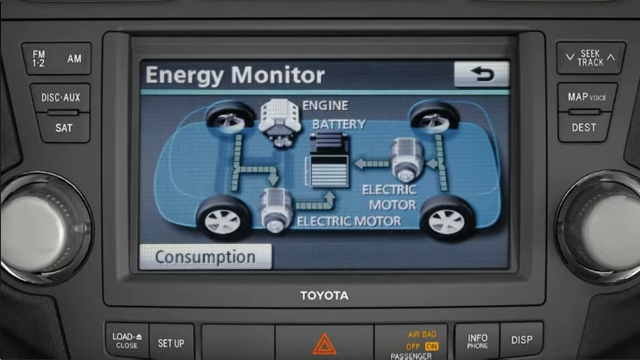 FM
1·2
AM
DISC·AUX
SAT
Energy Monitor
ENGINE
BATTERY
ELECTRIC
MOTOR
ELECTRIC MOTOR
Consumption
SEEK
TRACK
MAP VOICE
DEST
TOYOTA
LOAD·⏏
CLOSE
SET UP
AIR BAG
OFF ON
PASSENGER
INFO
PHONE
DISP